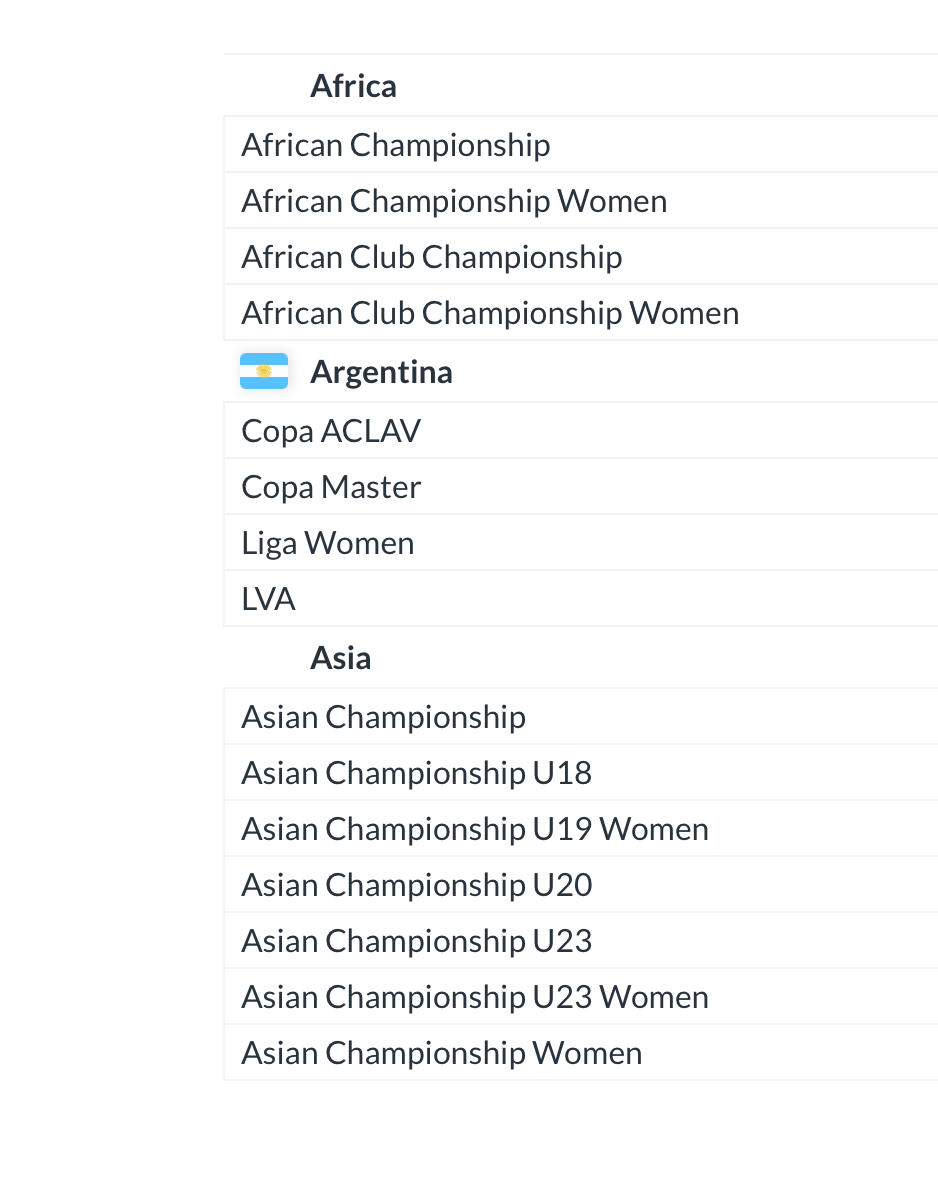 Africa
African Championship
African Championship Women
African Club Championship
African Club Championship Women
Argentina
Copa ACLAV
Copa Master
Liga Women
LVA
Asia
Asian Championship
Asian Championship U18
Asian Championship U19 Women
Asian Championship U20
Asian Championship U23
Asian Championship U23 Women
Asian Championship Women